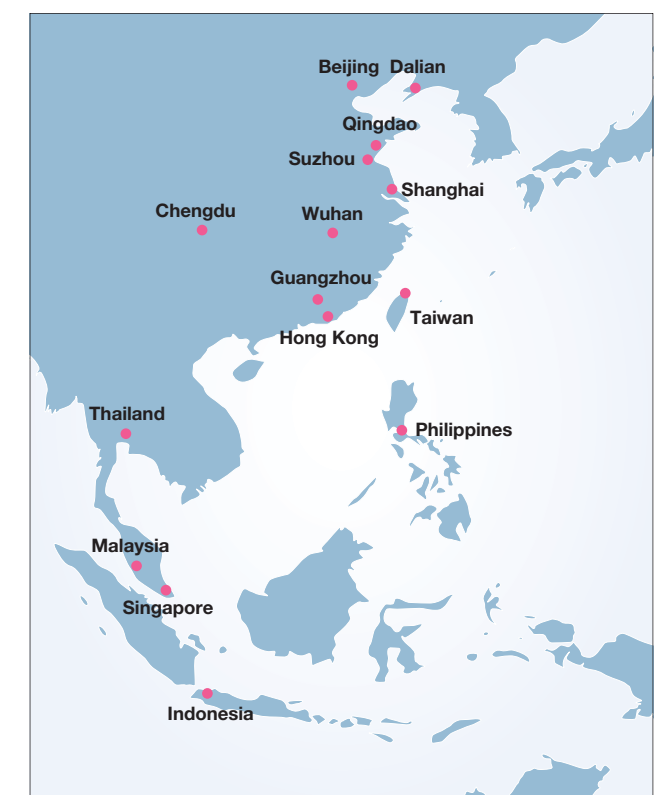 Beijing Dalian
Qingdao
Suzhou
Shanghai
Chengdu
Wuhan
Guangzhou
Taiwan
Hong Kong
Thailand
Philippines
Malaysia
Singapore
Indonesia